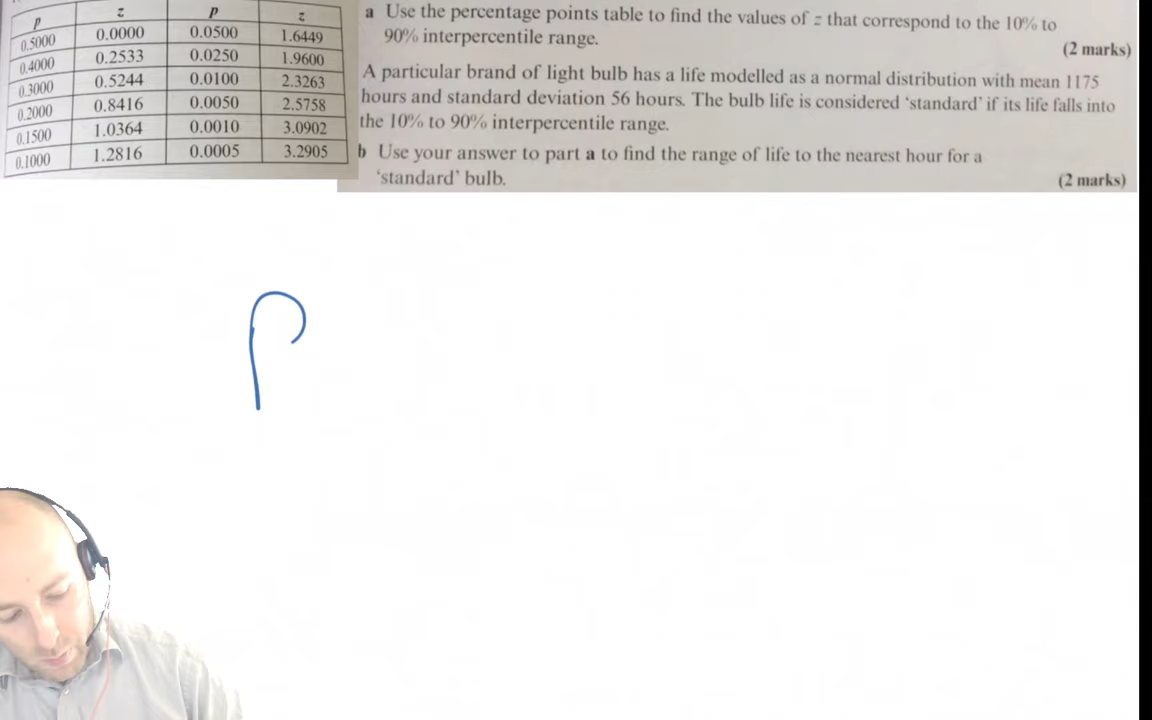 p z p z
0.5000 0.0000 0.0500 1.6449
0.4000 0.2533 0.0250 1.9600
0.3000 0.5244 0.0100 2.3263
0.2000 0.8416 0.0050 2.5758
0.1500 1.0364 0.0010 3.0902
0.1000 1.2816 0.0005 3.2905
a Use the percentage points table to find the values of z that correspond to the 10% to
90% interpercentile range.
(2 marks)
A particular brand of light bulb has a life modelled as a normal distribution with mean 1175
hours and standard deviation 56 hours. The bulb life is considered 'standard' if its life falls into
the 10% to 90% interpercentile range.
b Use your answer to part a to find the range of life to the nearest hour for a
'standard' bulb.
(2 marks)
P